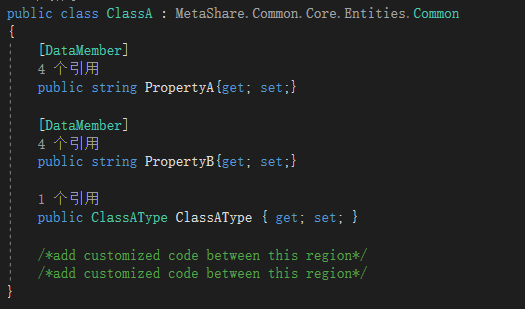 public class ClassA : MetaShare.Common.Core.Entities.Common
{
[DataMember]
4 个引用
public string PropertyA{get; set;}
[DataMember]
4 个引用
public string PropertyB{get; set;}
1 个引用
public ClassAType ClassAType { get; set; }
/*add customized code between this region*/
/*add customized code between this region*/
}